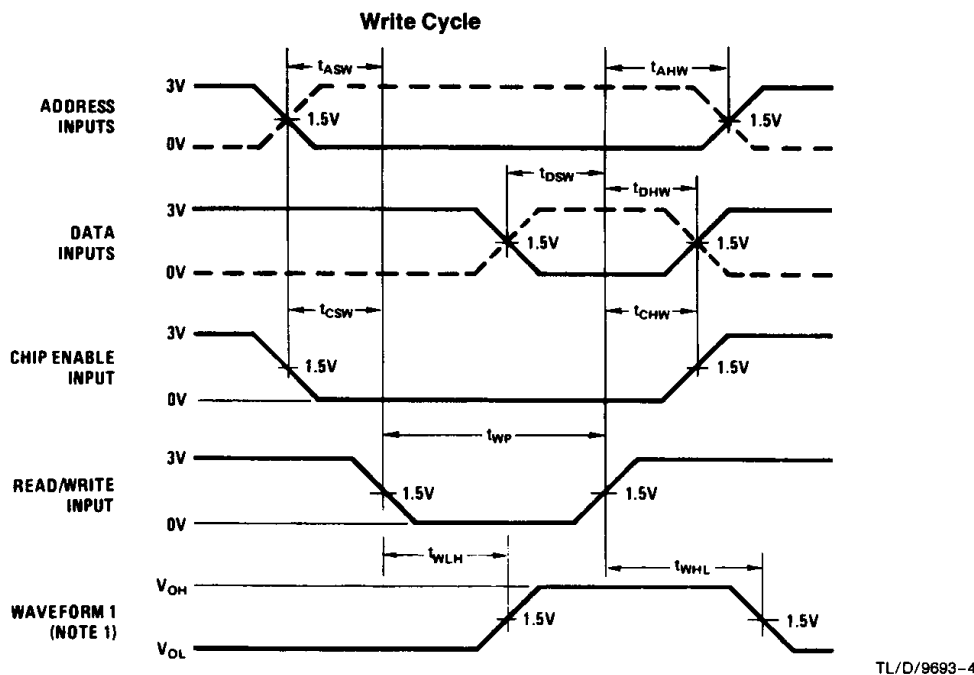 Write Cycle
tASW
tAHW
3V
ADDRESS
INPUTS
1.5V
1.5V
0V
tDSW
tDHW
3V
DATA
INPUTS
1.5V
1.5V
0V
tCSW
tCHW
3V
CHIP ENABLE
INPUT
1.5V
1.5V
0V
tWP
3V
READ/WRITE
INPUT
1.5V
1.5V
0V
tWLH
tWHL
VOH
WAVEFORM 1
(NOTE 1)
1.5V
1.5V
VOL
TL/D/9693-4